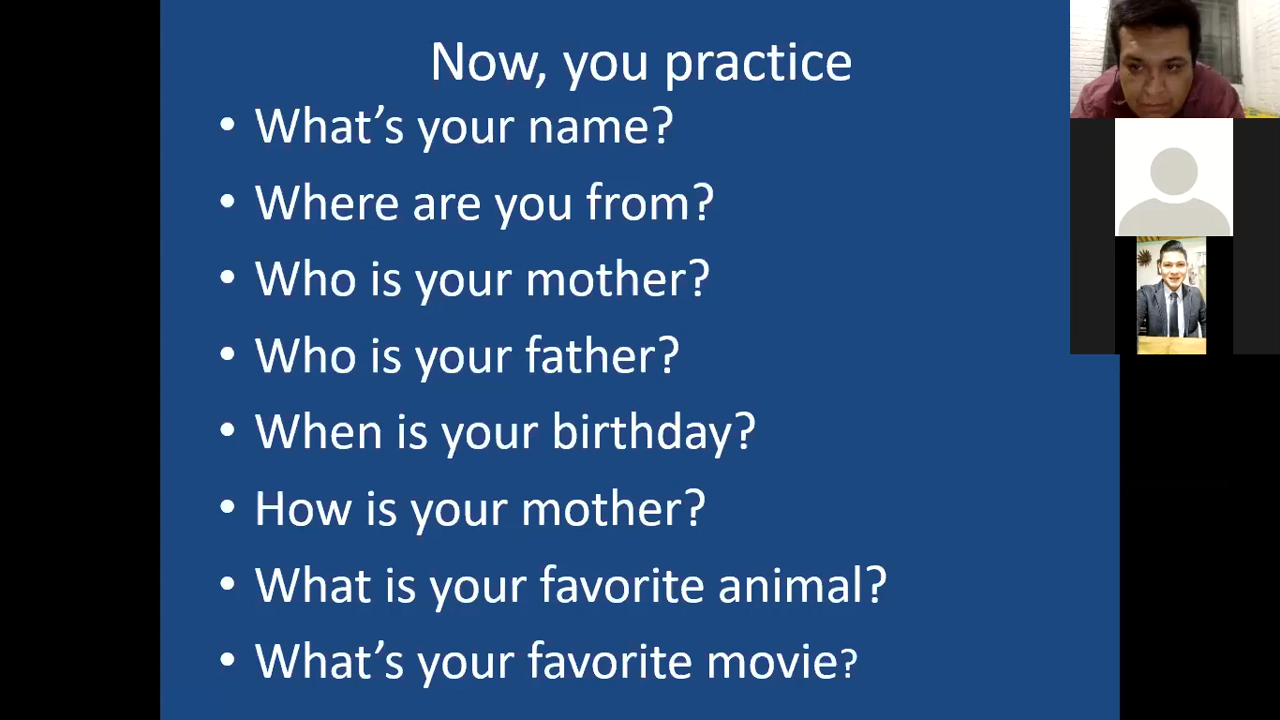 Now, you practice
• What’s your name?
• Where are you from?
• Who is your mother?
• Who is your father?
• When is your birthday?
• How is your mother?
• What is your favorite animal?
• What’s your favorite movie?